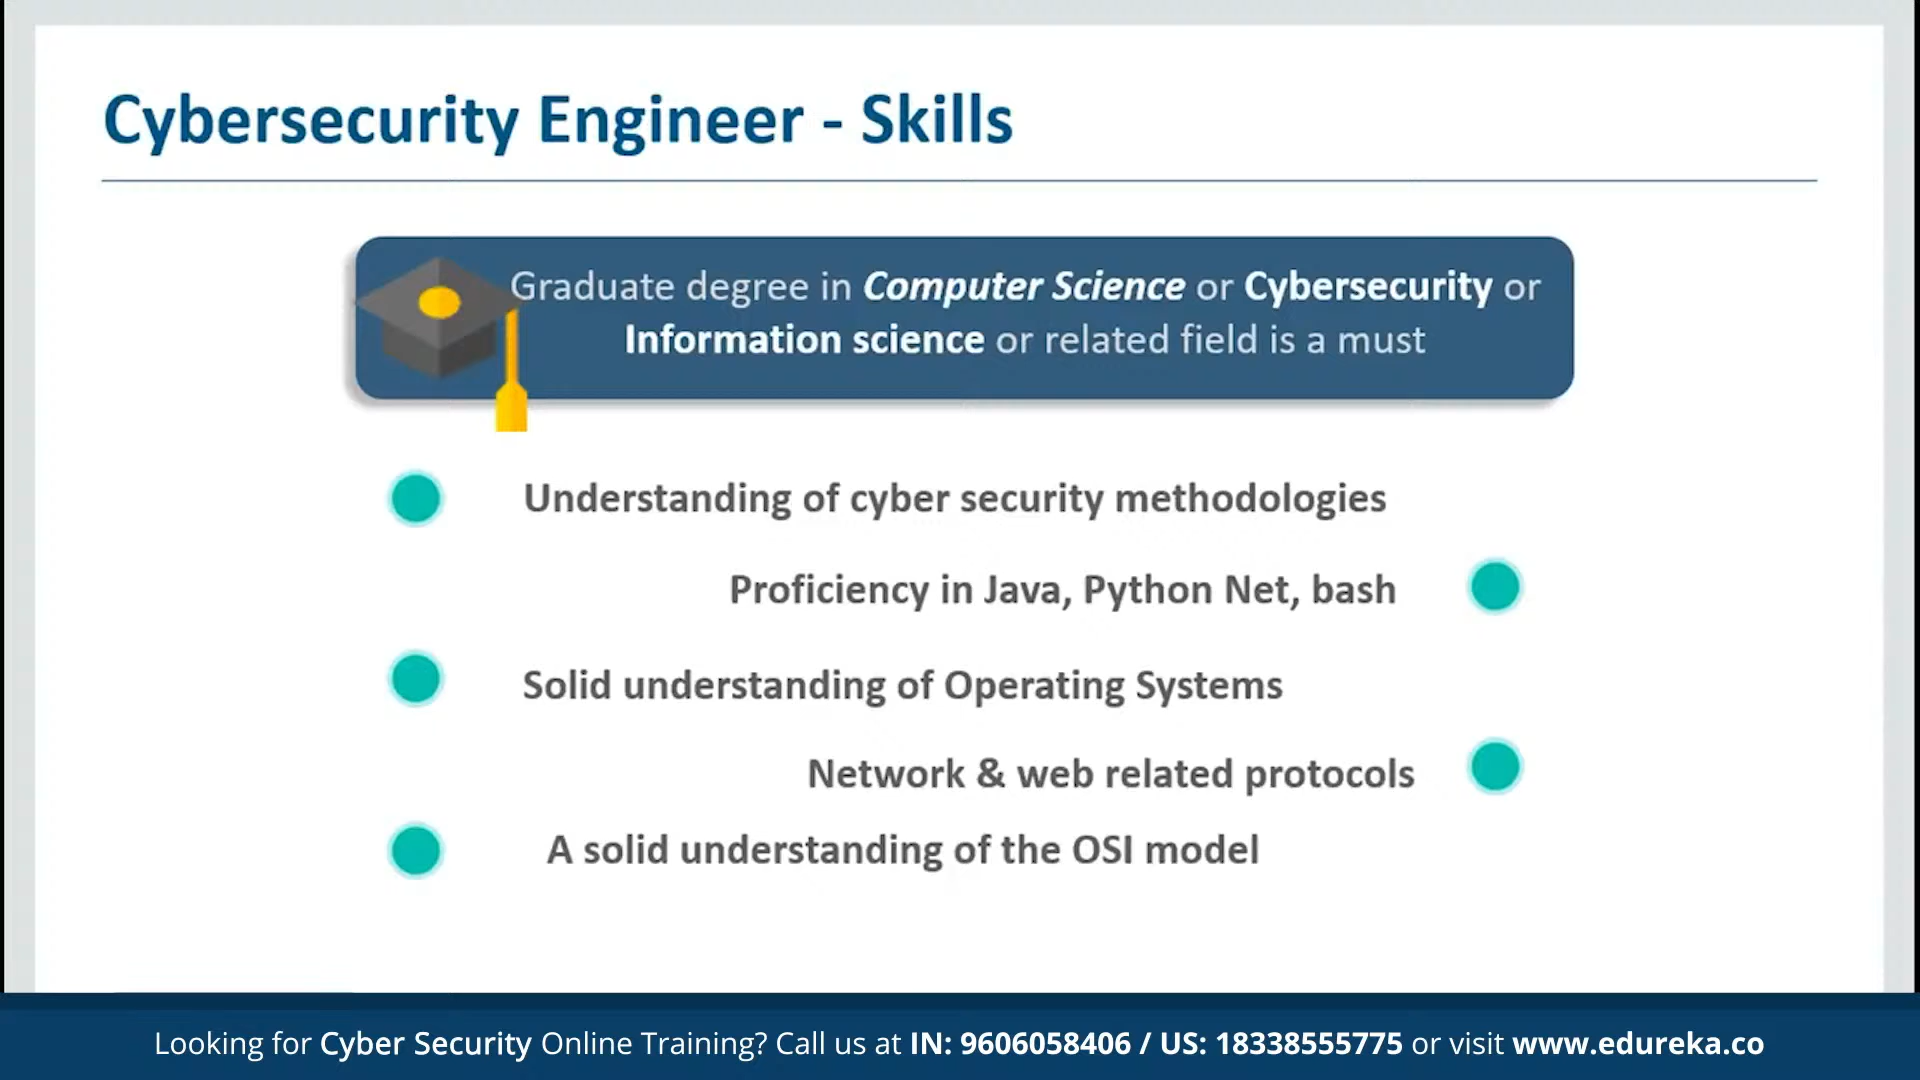 Cybersecurity Engineer - Skills
Graduate degree in Computer Science or Cybersecurity or
Information science or related field is a must
Understanding of cyber security methodologies
Proficiency in Java, Python Net, bash
Solid understanding of Operating Systems
Network & web related protocols
A solid understanding of the OSI model
Looking for Cyber Security Online Training? Call us at IN: 9606058406 / US: 18338555775 or visit www.edureka.co